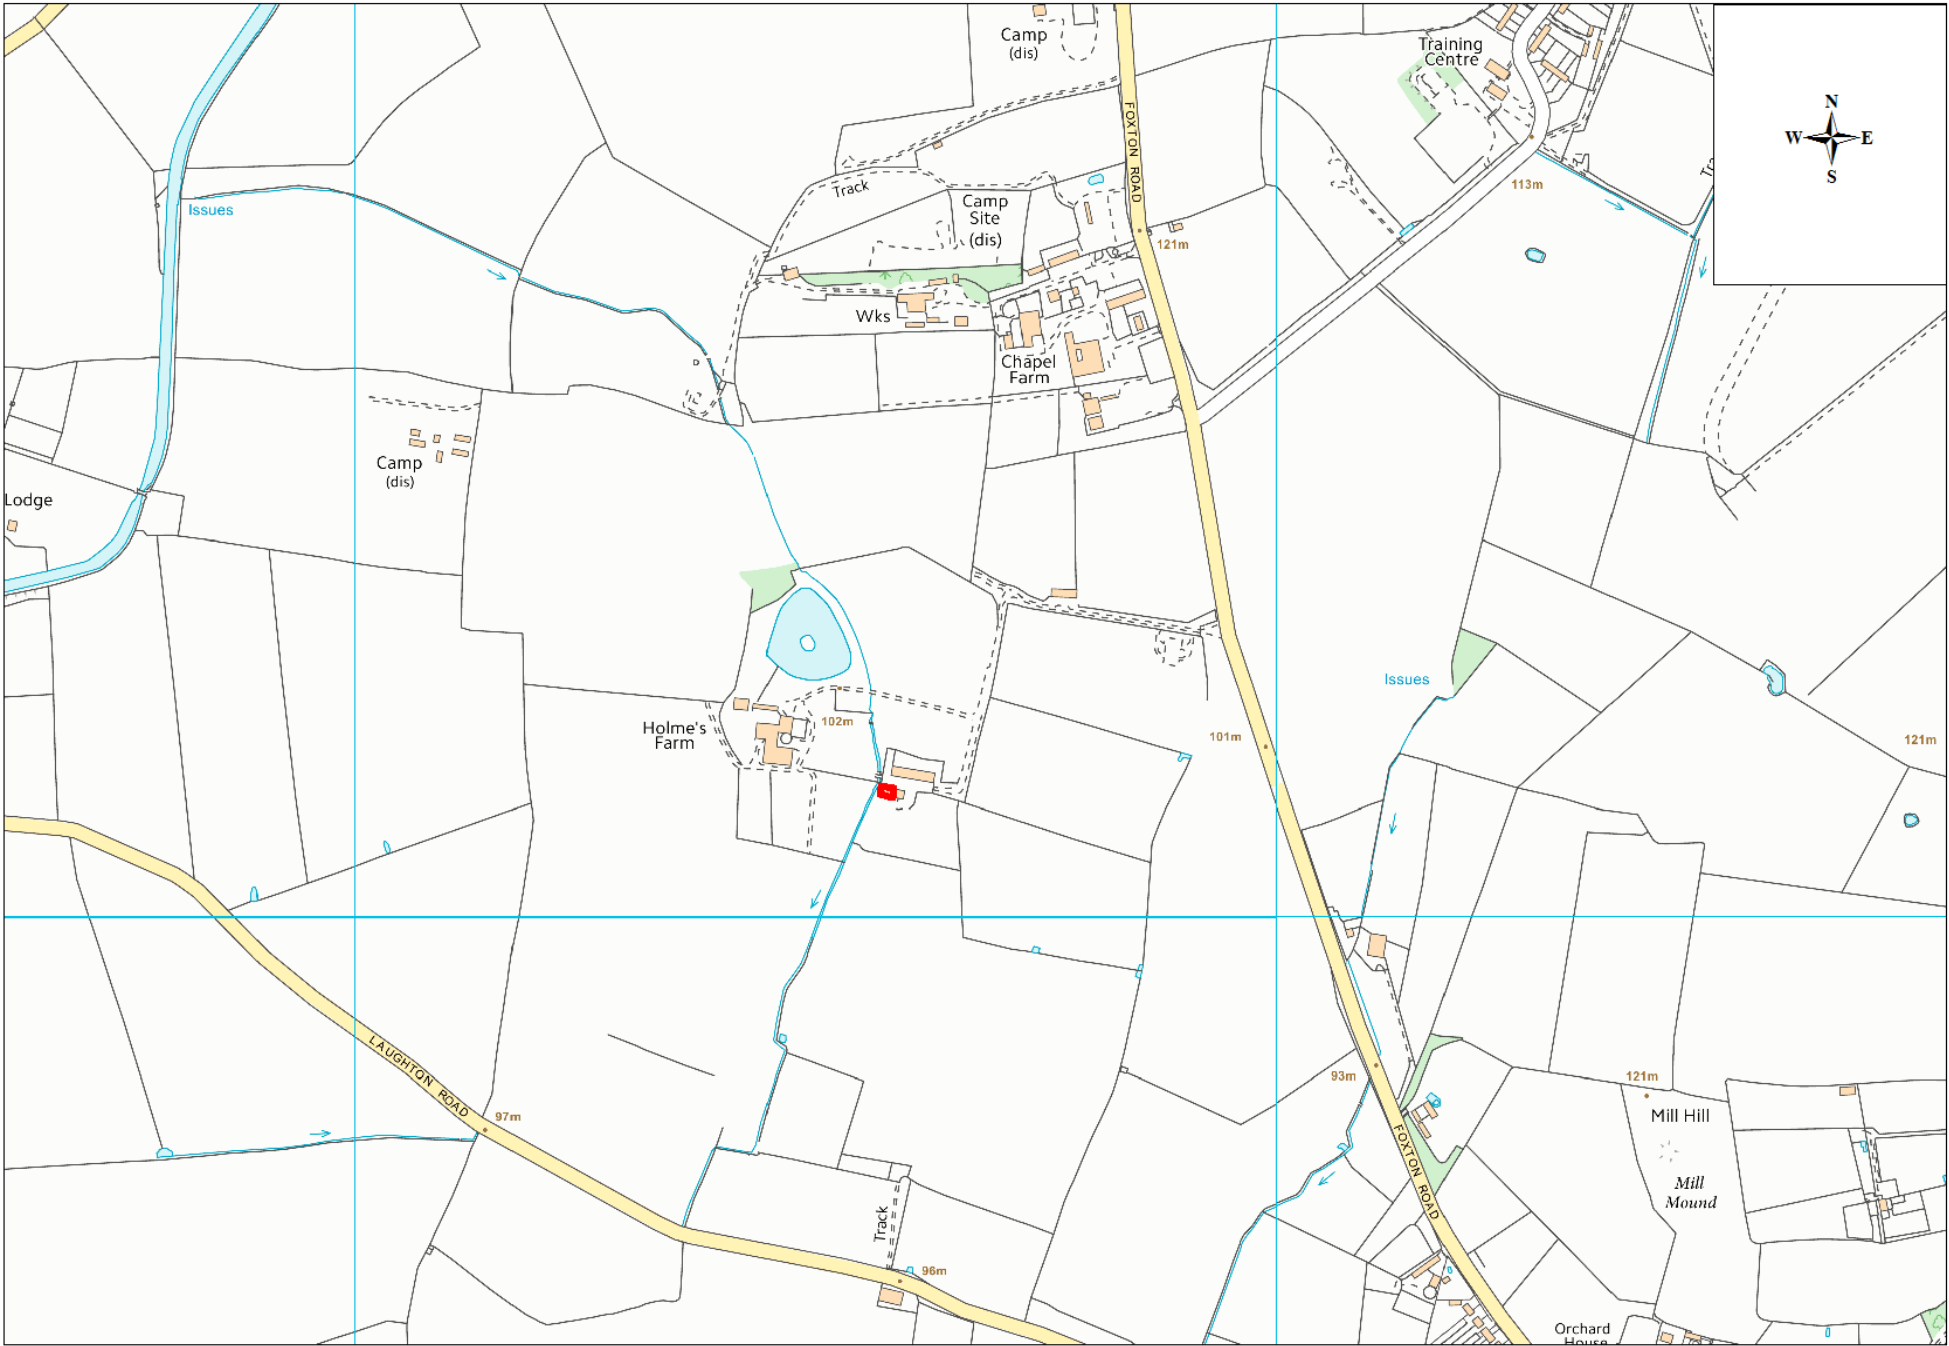 Camp
(dis)
Training
Centre
N
W E
S
FOXTON ROAD
113m
Track
Issues
Camp
Site
(dis)
121m
Wks
Chapel
Farm
Camp
(dis)
Lodge
Issues
Holme's
Farm
102m
101m
121m
LAUGHTON ROAD
97m
93m
121m
Mill Hill
FOXTON ROAD
Mill
Mound
Track
96m
Orchard
House